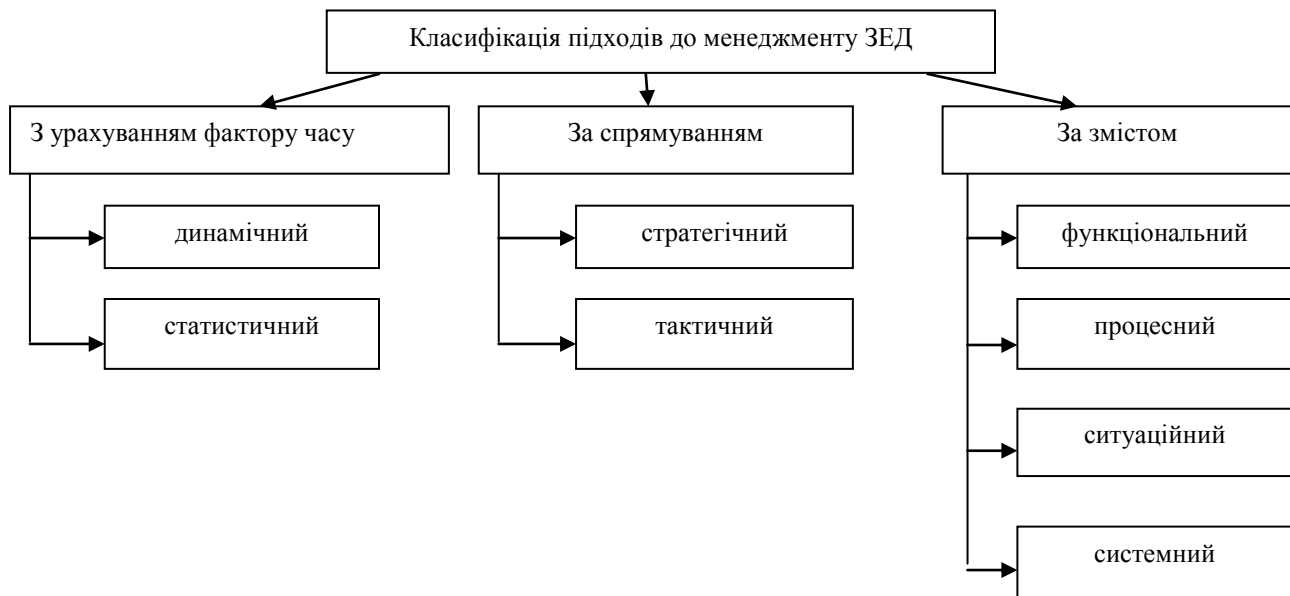 Класифікація підходів до менеджменту ЗЕД
З урахуванням фактору часу
динамічний
статистичний
За спрямуванням
стратегічний
тактичний
За змістом
функціональний
процесний
ситуаційний
системний